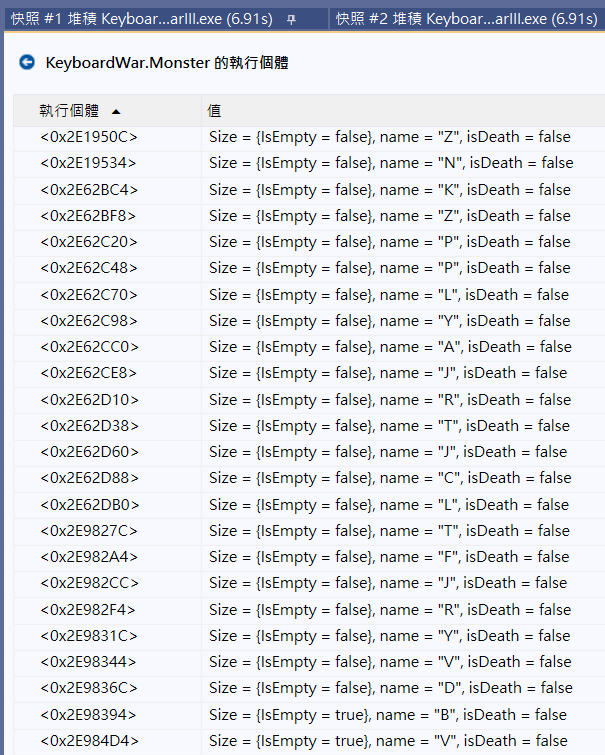 快照 #1 堆積 Keyboar...arIII.exe (6.91s) 快照 #2 堆積 Keyboar...arIII.exe (6.91s)
KeyboardWar.Monster 的執行個體
執行個體 值
<0x2E1950C> Size = {IsEmpty = false}, name = "Z", isDeath = false
<0x2E19534> Size = {IsEmpty = false}, name = "N", isDeath = false
<0x2E62BC4> Size = {IsEmpty = false}, name = "K", isDeath = false
<0x2E62BF8> Size = {IsEmpty = false}, name = "Z", isDeath = false
<0x2E62C20> Size = {IsEmpty = false}, name = "P", isDeath = false
<0x2E62C48> Size = {IsEmpty = false}, name = "P", isDeath = false
<0x2E62C70> Size = {IsEmpty = false}, name = "L", isDeath = false
<0x2E62C98> Size = {IsEmpty = false}, name = "Y", isDeath = false
<0x2E62CC0> Size = {IsEmpty = false}, name = "A", isDeath = false
<0x2E62CE8> Size = {IsEmpty = false}, name = "J", isDeath = false
<0x2E62D10> Size = {IsEmpty = false}, name = "R", isDeath = false
<0x2E62D38> Size = {IsEmpty = false}, name = "T", isDeath = false
<0x2E62D60> Size = {IsEmpty = false}, name = "J", isDeath = false
<0x2E62D88> Size = {IsEmpty = false}, name = "C", isDeath = false
<0x2E62DB0> Size = {IsEmpty = false}, name = "L", isDeath = false
<0x2E9827C> Size = {IsEmpty = false}, name = "T", isDeath = false
<0x2E982A4> Size = {IsEmpty = false}, name = "F", isDeath = false
<0x2E982CC> Size = {IsEmpty = false}, name = "J", isDeath = false
<0x2E982F4> Size = {IsEmpty = false}, name = "R", isDeath = false
<0x2E9831C> Size = {IsEmpty = false}, name = "Y", isDeath = false
<0x2E98344> Size = {IsEmpty = false}, name = "V", isDeath = false
<0x2E9836C> Size = {IsEmpty = false}, name = "D", isDeath = false
<0x2E98394> Size = {IsEmpty = true}, name = "B", isDeath = false
<0x2E984D4> Size = {IsEmpty = true}, name = "V", isDeath = false